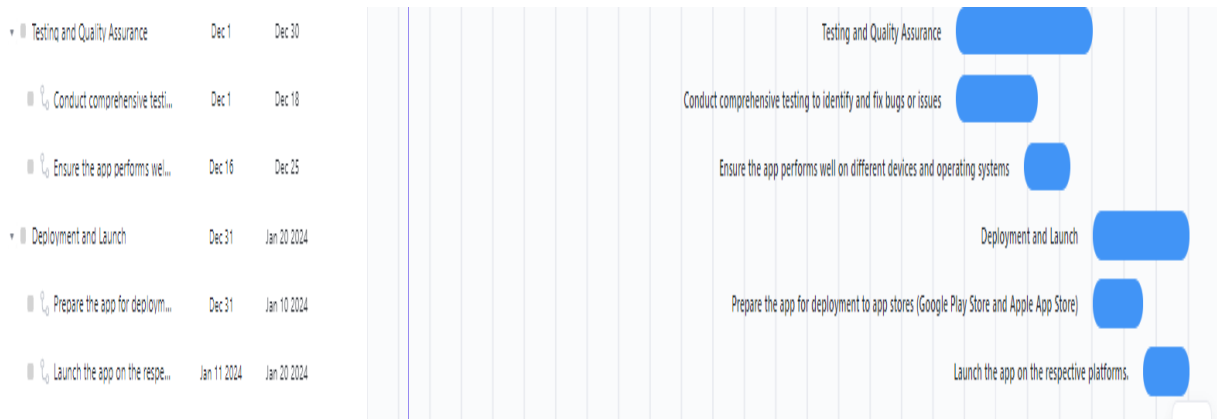 Testing and Quality Assurance Dec 1 Dec 30 Testing and Quality Assurance
Conduct comprehensive testi... Dec 1 Dec 18 Conduct comprehensive testing to identify and fix bugs or issues
Ensure the app performs wel... Dec 16 Dec 25 Ensure the app performs well on different devices and operating systems
Deployment and Launch Dec 31 Jan 20 2024 Deployment and Launch
Prepare the app for deploym... Dec 31 Jan 10 2024 Prepare the app for deployment to app stores (Google Play Store and Apple App Store)
Launch the app on the respe... Jan 11 2024 Jan 20 2024 Launch the app on the respective platforms.